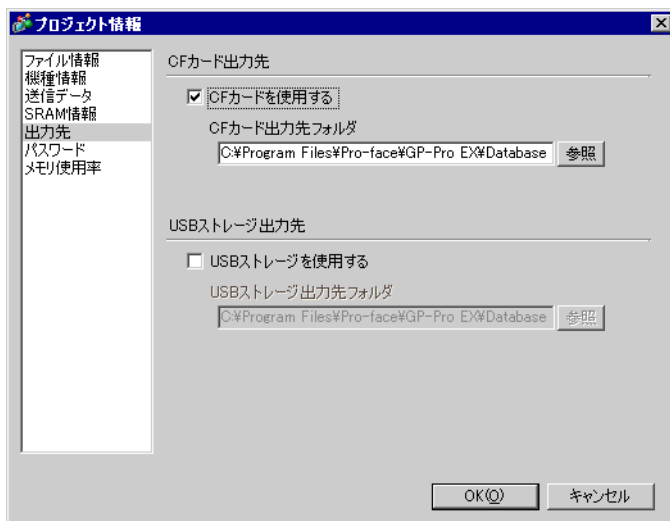 プロジェクト情報
ファイル情報
機種情報
送信データ
SRAM情報
出力先
パスワード
メモリ使用率
CFカード出力先
CFカードを使用する
CFカード出力先フォルダ
C:¥Program Files¥Pro-face¥GP-Pro EX¥Database
参照
USBストレージ出力先
USBストレージを使用する
USBストレージ出力先フォルダ
C:¥Program Files¥Pro-face¥GP-Pro EX¥Database
参照
OK(O)
キャンセル